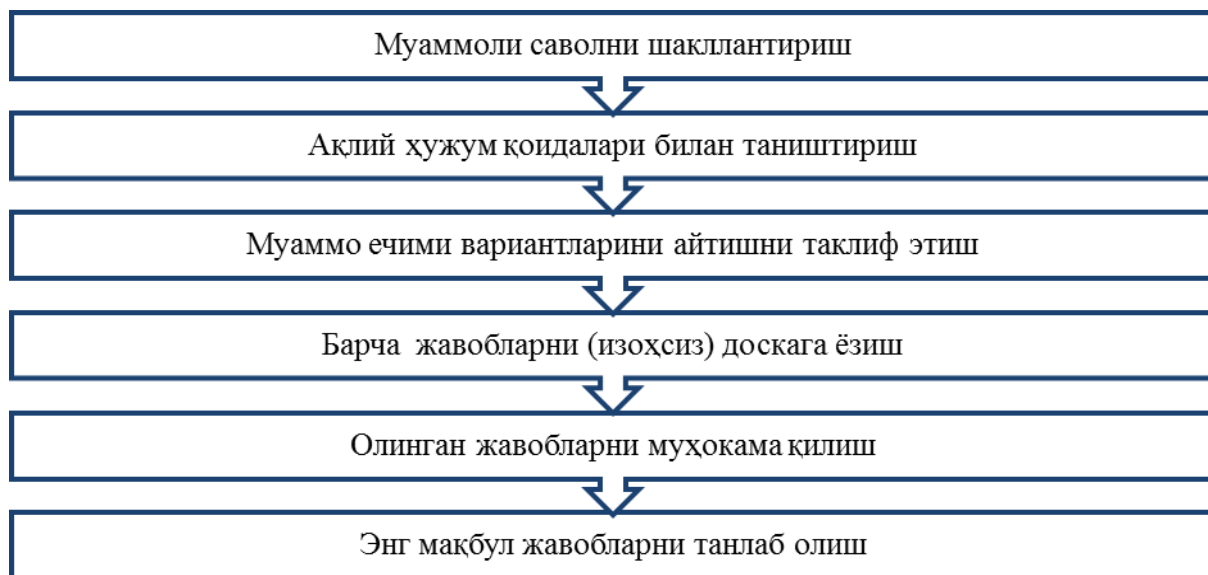 Муаммоли саволни шакллантириш
Ақлий ҳужум қоидалари билан таништириш
Муаммо ечими вариантларини айтишни таклиф этиш
Барча жавобларни (изоҳсиз) доскага ёзиш
Олинган жавобларни муҳокама қилиш
Энг мақбул жавобларни танлаб олиш